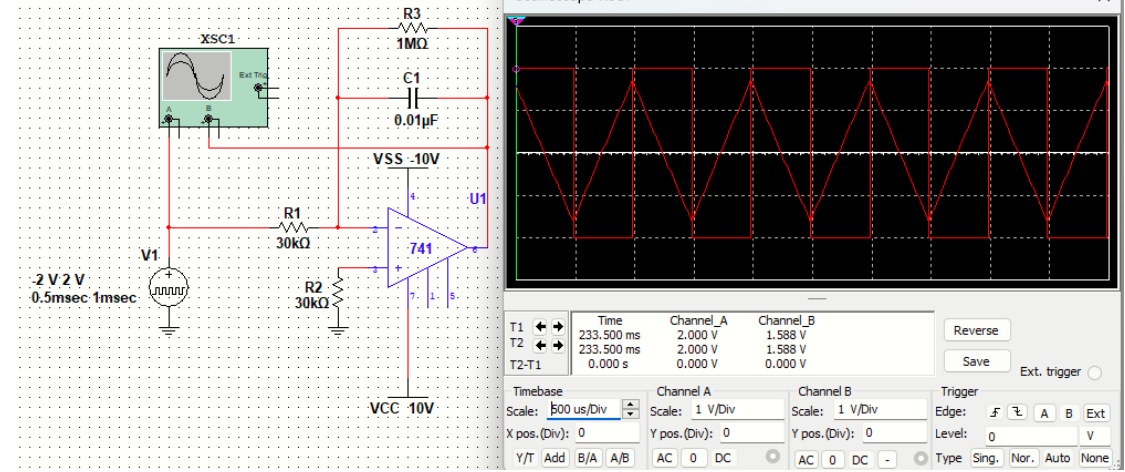 XSC1
Ext Trig
A
B
R3
1MΩ
C1
0.01µF
VSS -10V
4
U1
R1
30kΩ
2
741
6
3
V1
-2 V 2 V
0.5msec 1msec
R2
30kΩ
7
1
5
VCC 10V
Time Channel_A Channel_B
T1 233.500 ms 2.000 V 1.588 V
T2 233.500 ms 2.000 V 1.588 V
T2-T1 0.000 s 0.000 V 0.000 V
Reverse
Save
Ext. trigger
Timebase
Scale: 500 us/Div
X pos.(Div): 0
Y/T Add B/A A/B
Channel A
Scale: 1 V/Div
Y pos.(Div): 0
AC 0 DC
Channel B
Scale: 1 V/Div
Y pos.(Div): 0
AC 0 DC -
Trigger
Edge: A B Ext
Level: 0 V
Type Sing. Nor. Auto None